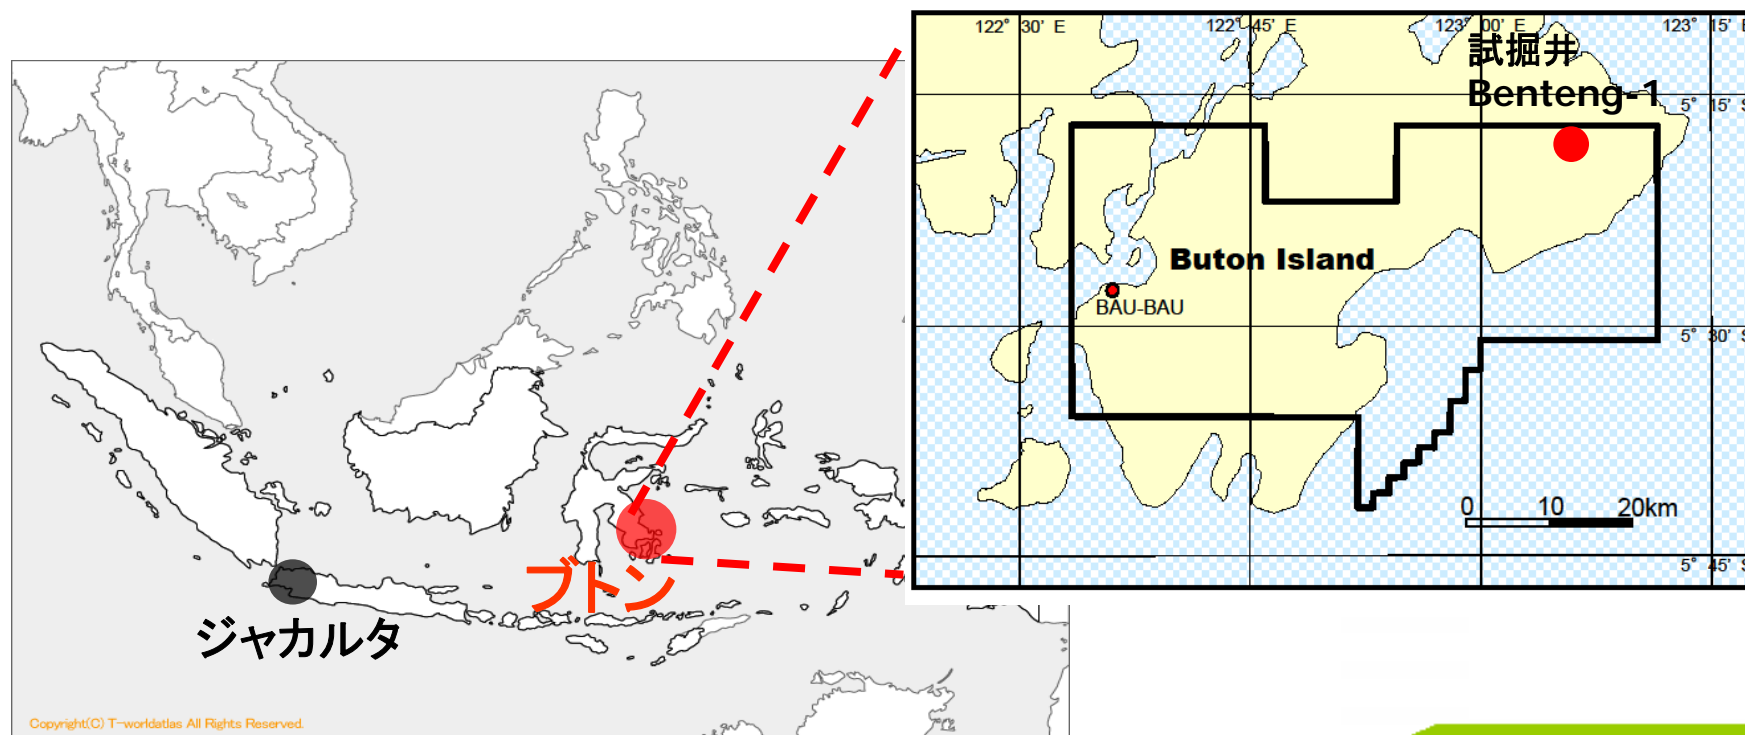 122° 30' E
122° 45' E
123° 00' E
123° 15' E
試掘井
Benteng-1
5° 15' S
Buton Island
BAU-BAU
5° 30' S
0 10 20km
5° 45' S
ブトン
ジャカルタ
Copyright(C) T-worldatlas All Rights Reserved.